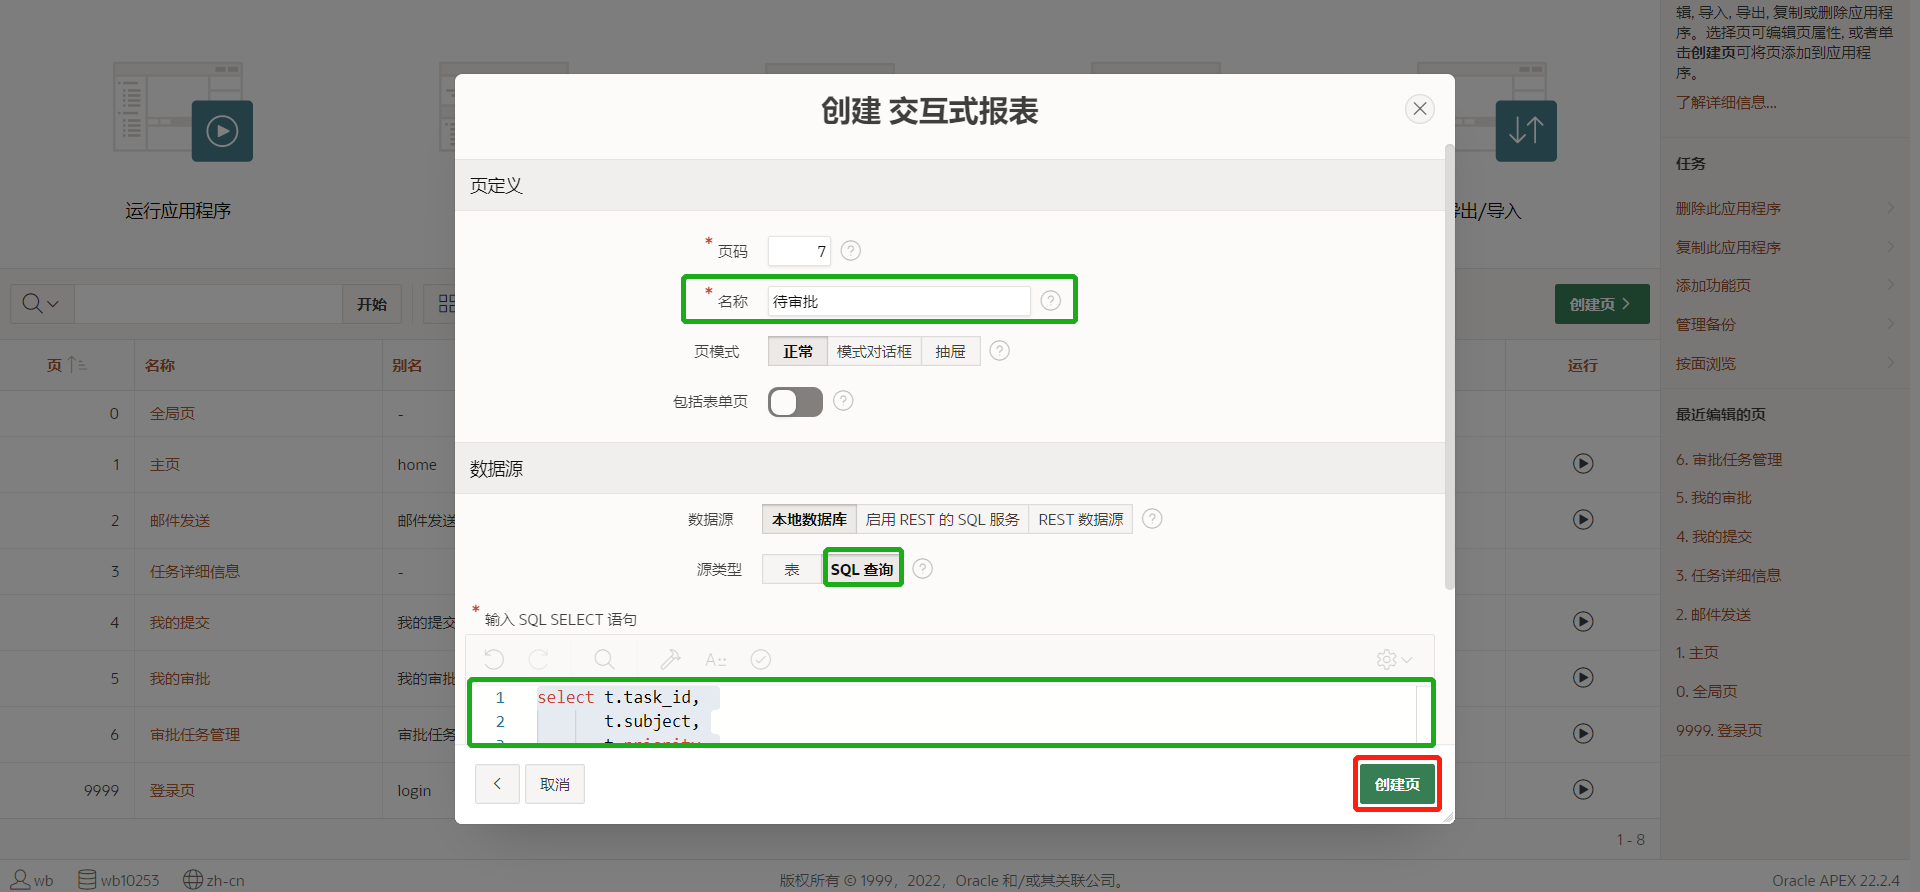 辑, 导入, 导出, 复制或删除应用程
序。选择页可编辑页属性, 或者单
击创建页可将页添加到应用程
序。
了解详细信息...
创建 交互式报表
页定义
任务
运行应用程序
出/导入
删除此应用程序
复制此应用程序
添加功能页
管理备份
按面浏览
* 页码 7
* 名称 待审批
页模式 正常 模式对话框 抽屉
包括表单页
开始
创建页
页 名称 别名 运行
0 全局页 -
1 主页 home
2 邮件发送 邮件发送
3 任务详细信息 -
4 我的提交 我的提交
5 我的审批 我的审批
6 审批任务管理 审批任务
9999 登录页 login
最近编辑的页
6. 审批任务管理
5. 我的审批
4. 我的提交
3. 任务详细信息
2. 邮件发送
1. 主页
0. 全局页
9999. 登录页
数据源
数据源 本地数据库 启用 REST 的 SQL 服务 REST 数据源
源类型 表 SQL 查询
* 输入 SQL SELECT 语句
1 select t.task_id,
2 t.subject,
3 t.priority
取消
创建页
1 - 8
wb wb10253 zh-cn
版权所有 © 1999，2022，Oracle 和/或其关联公司。
Oracle APEX 22.2.4